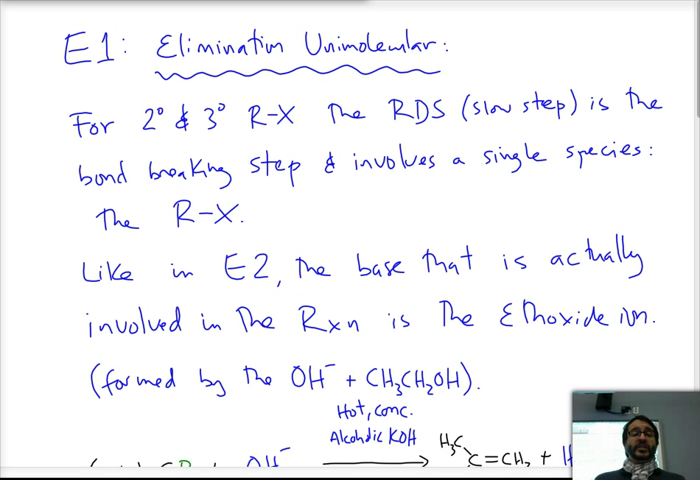 E1: Elimination Unimolecular:
For 2° & 3° R-X The RDS (slow step) is the
bond breaking step & involves a single species:
The R-X.
Like in E2, the base that is actually
involved in the Rxn is the Ethoxide ion.
(formed by the OH⁻ + CH₃CH₂OH).
Hot, conc.
Alcoholic KOH
H₃C
OH⁻ → C=CH₂ + H